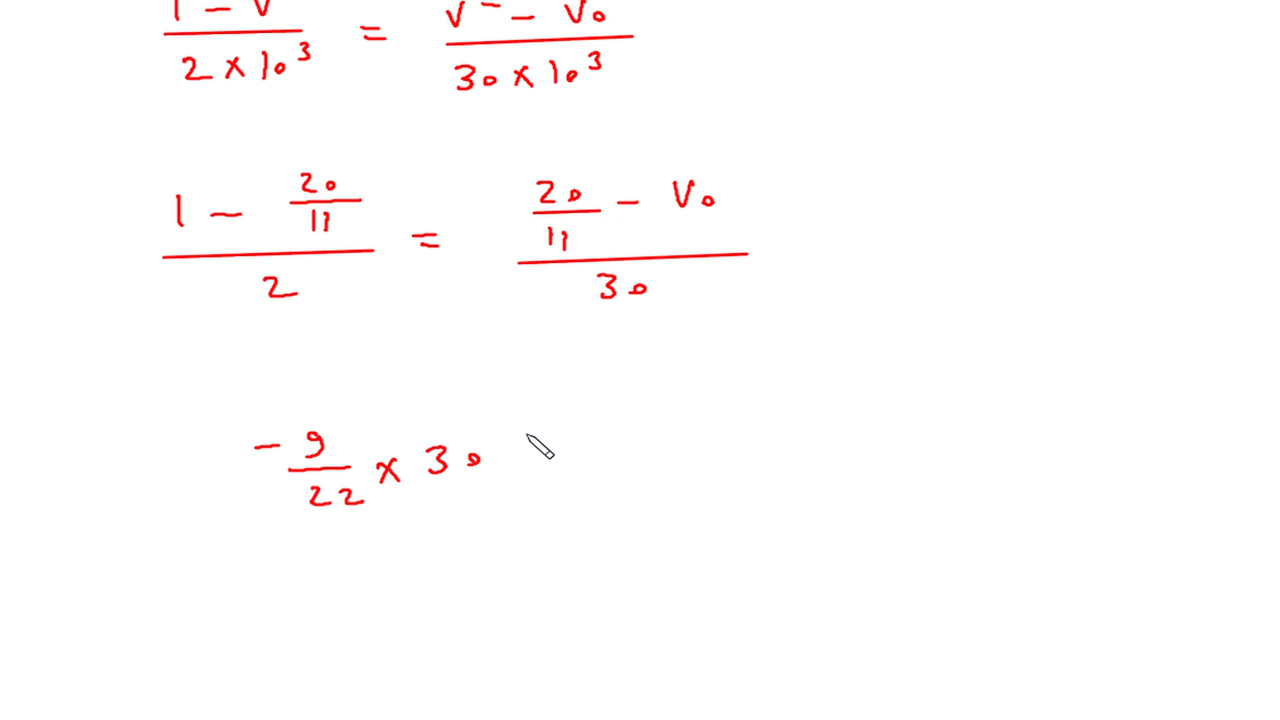 1 - V⁻ / 2 × 10³ = V⁻ - V₀ / 30 × 10³
1 - 20/11 / 2 = 20/11 - V₀ / 30
- 9/22 × 30